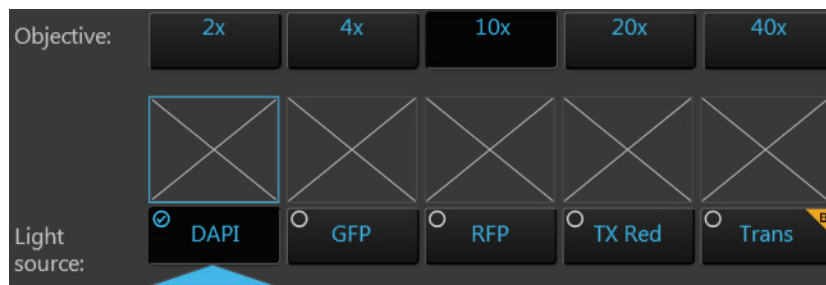 Objective: 2x 4x 10x 20x 40x
Light source: DAPI GFP RFP TX Red Trans